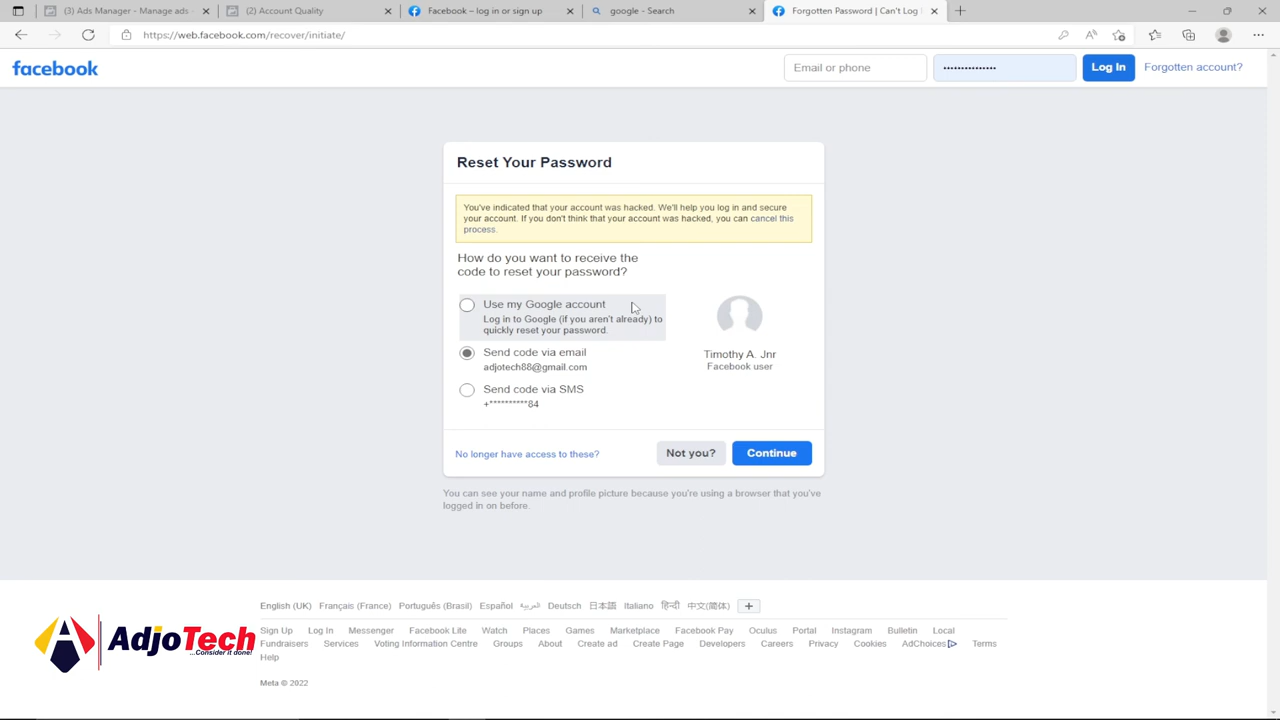 (3) Ads Manager - Manage ads
(2) Account Quality
Facebook – log in or sign up
google - Search
Forgotten Password | Can't Log I
https://web.facebook.com/recover/initiate/
facebook
Email or phone
••••••••••••••
Log In
Forgotten account?
Reset Your Password
You've indicated that your account was hacked. We'll help you log in and secure
your account. If you don't think that your account was hacked, you can cancel this
process.
How do you want to receive the
code to reset your password?
Use my Google account
Log in to Google (if you aren't already) to
quickly reset your password.
Send code via email
adjotech88@gmail.com
Send code via SMS
+**********84
Timothy A. Jnr
Facebook user
No longer have access to these?
Not you?
Continue
You can see your name and profile picture because you're using a browser that you've
logged in on before.
English (UK) Français (France) Português (Brasil) Español العربية Deutsch 日本語 Italiano हिन्दी 中文(简体) +
Sign Up Log In Messenger Facebook Lite Watch Places Games Marketplace Facebook Pay Oculus Portal Instagram Bulletin Local
Fundraisers Services Voting Information Centre Groups About Create ad Create Page Developers Careers Privacy Cookies AdChoices Terms
Help
Meta © 2022
AdjoTech
...Consider it done!